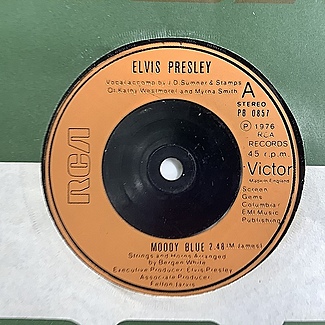 ELVIS PRESLEY
Vocal accomp by J.D. Sumner & Stamps
Qt. Kathy Westmorel and Myrna Smith
A
STEREO
PB 0857
℗ 1976
RCA
RECORDS
45 r.p.m.
Victor
Made in England
Screen
Gems
Columbia/
EMI Music
Publishing
RCA
MOODY BLUE 2.48 (M. James)
Strings and Horns Arranged
by Bergen White
Executive Producer: Elvis Presley
Associate Producer:
Felton Jarvis